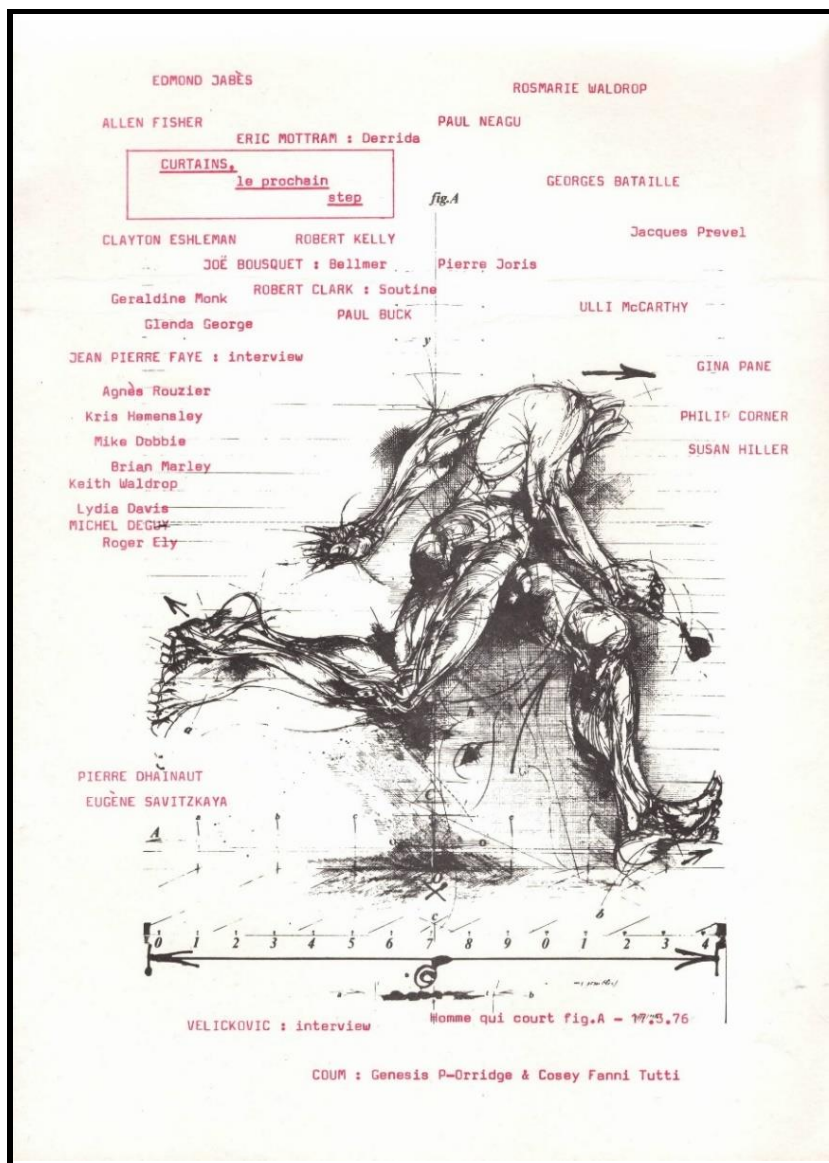 EDMOND JABÈS
ROSMARIE WALDROP
ALLEN FISHER
PAUL NEAGU
ERIC MOTTRAM : Derrida
CURTAINS,
le prochain
step
GEORGES BATAILLE
fig.A
CLAYTON ESHLEMAN
ROBERT KELLY
Jacques Prevel
JOË BOUSQUET : Bellmer
Pierre Joris
ROBERT CLARK : Soutine
Geraldine Monk
PAUL BUCK
ULLI McCARTHY
Glenda George
y
JEAN PIERRE FAYE : interview
GINA PANE
Agnès Rouzier
Kris Hemensley
PHILIP CORNER
Mike Dobbie
SUSAN HILLER
Brian Marley
Keith Waldrop
Lydia Davis
MICHEL DEGUY
Roger Ely
a
h
C
PIERRE DHAINAUT
EUGÈNE SAVITZKAYA
A a b c e
o o
b
c
0 1 2 3 4 5 6 7 8 9 0 1 2 3 4
a b
VELICKOVIC : interview
Homme qui court fig.A - 17.5.76
COUM : Genesis P-Orridge & Cosey Fanni Tutti